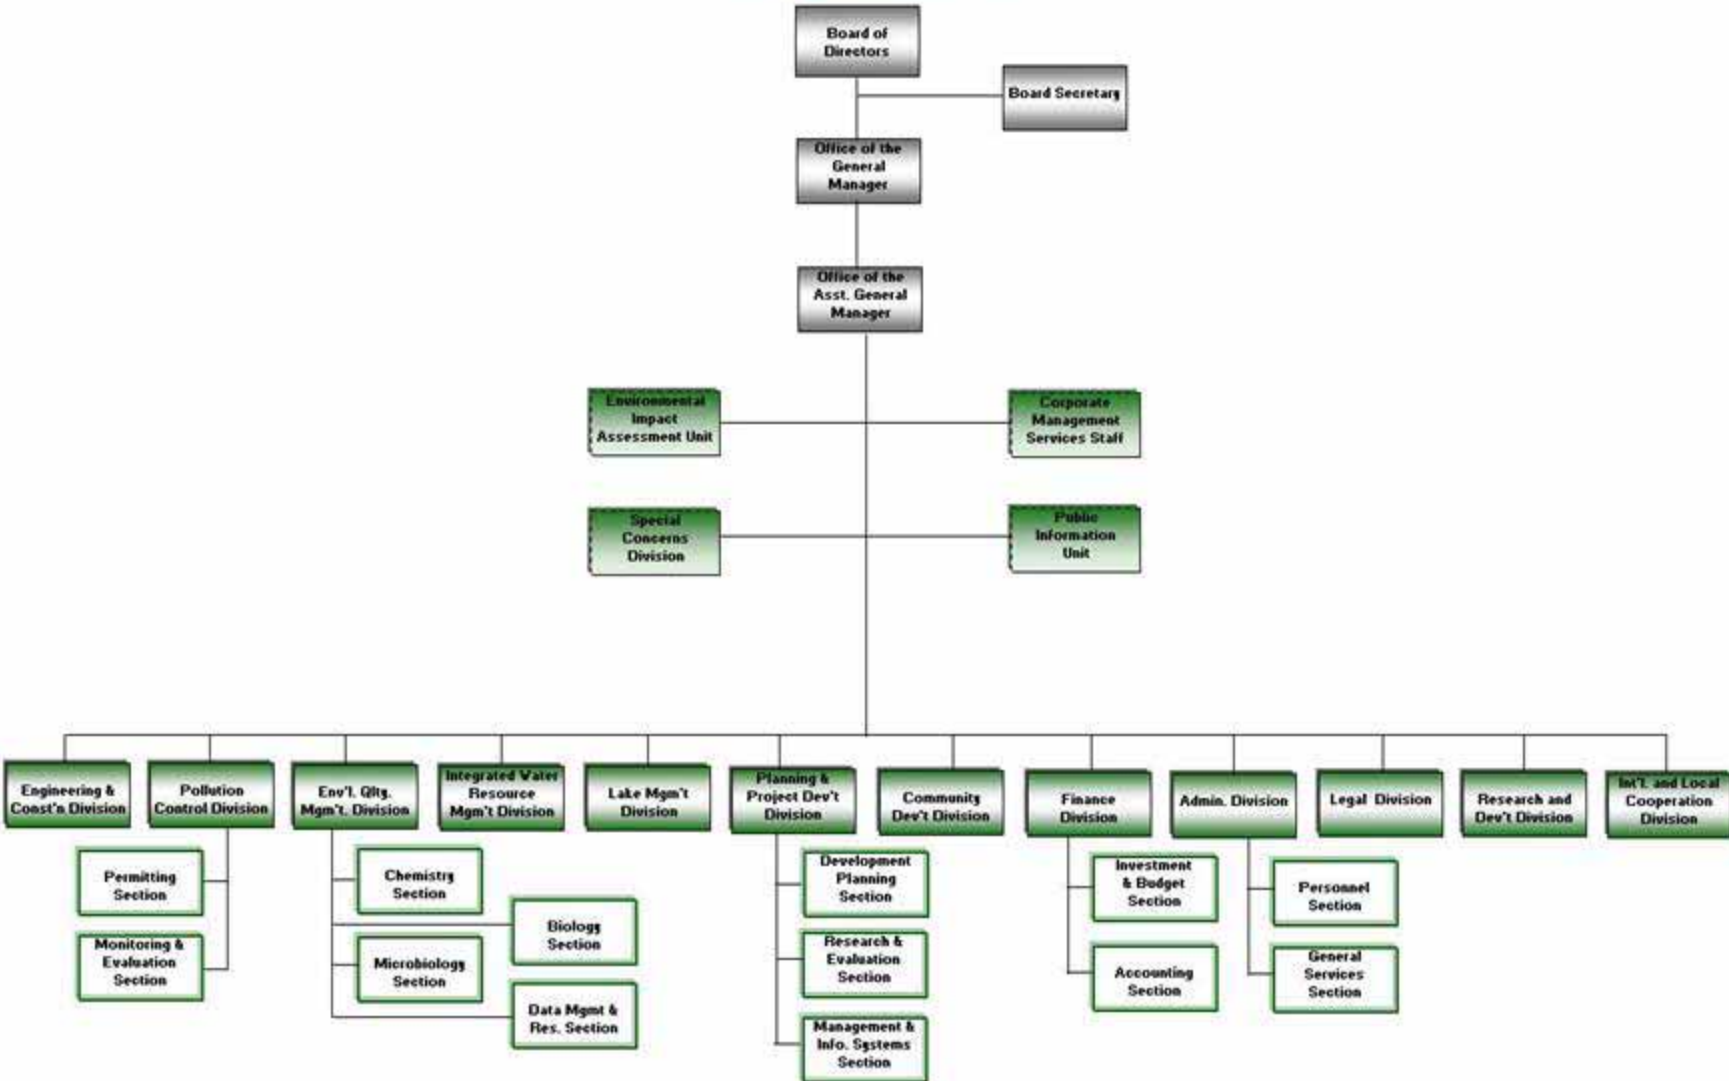 Board of
Directors
Board Secretary
Office of the
General
Manager
Office of the
Asst. General
Manager
Environmental
Impact
Assessment Unit
Corporate
Management
Services Staff
Special
Concerns
Division
Public
Information
Unit
Engineering &
Const'n Division
Pollution
Control Division
Env'l. Qlty.
Mgm't. Division
Integrated Water
Resource
Mgm't Division
Lake Mgm't
Division
Planning &
Project Dev't
Division
Community
Dev't Division
Finance
Division
Admin. Division
Legal Division
Research and
Dev't Division
Int'l. and Local
Cooperation
Division
Permitting
Section
Monitoring &
Evaluation
Section
Chemistry
Section
Biology
Section
Microbiology
Section
Data Mgmt &
Res. Section
Development
Planning
Section
Research &
Evaluation
Section
Management &
Info. Systems
Section
Investment
& Budget
Section
Accounting
Section
Personnel
Section
General
Services
Section